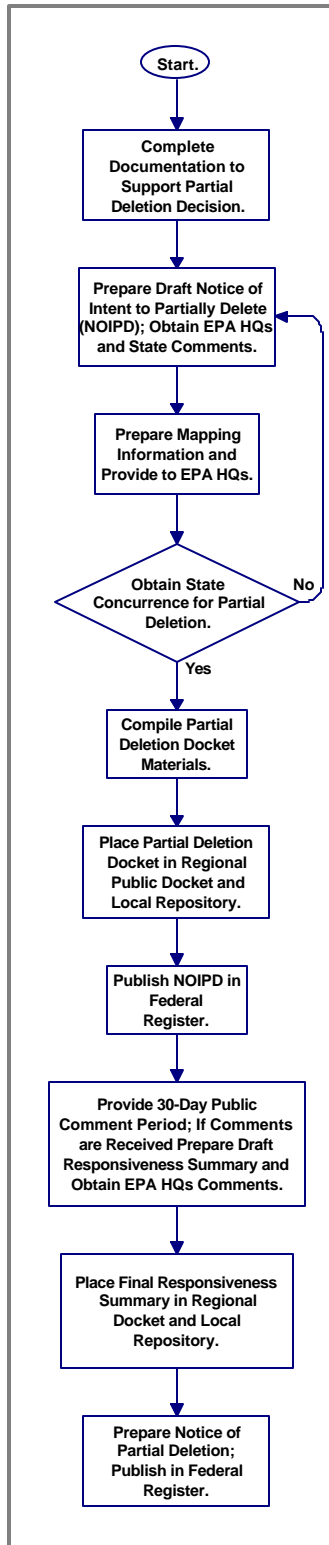 Start.
Complete
Documentation to
Support Partial
Deletion Decision.
Prepare Draft Notice of
Intent to Partially Delete
(NOIPD); Obtain EPA HQs
and State Comments.
Prepare Mapping
Information and
Provide to EPA HQs.
Obtain State
Concurrence for Partial
Deletion.
No
Yes
Compile Partial
Deletion Docket
Materials.
Place Partial Deletion
Docket in Regional
Public Docket and
Local Repository.
Publish NOIPD in
Federal
Register.
Provide 30-Day Public
Comment Period; If Comments
are Received Prepare Draft
Responsiveness Summary and
Obtain EPA HQs Comments.
Place Final Responsiveness
Summary in Regional
Docket and Local
Repository.
Prepare Notice of
Partial Deletion;
Publish in Federal
Register.